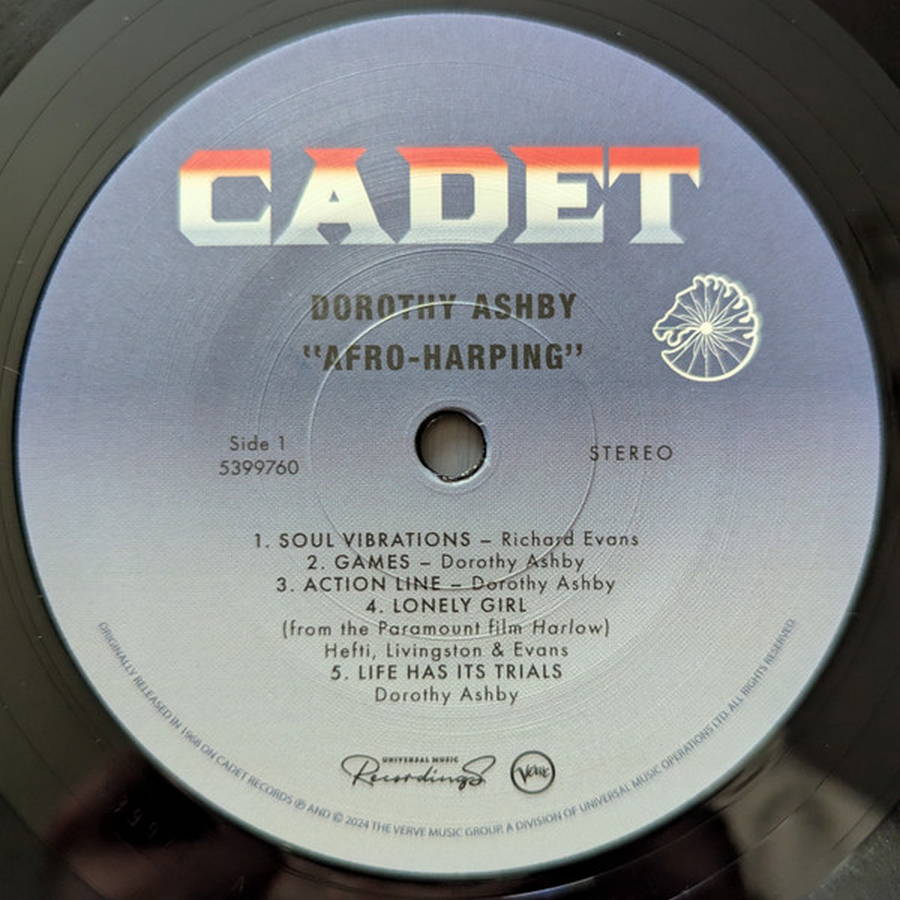 CADET
DOROTHY ASHBY
“AFRO-HARPING”
Side 1
5399760
STEREO
1. SOUL VIBRATIONS – Richard Evans
2. GAMES – Dorothy Ashby
3. ACTION LINE – Dorothy Ashby
4. LONELY GIRL
(from the Paramount film Harlow)
Hefti, Livingston & Evans
5. LIFE HAS ITS TRIALS
Dorothy Ashby
UNIVERSAL MUSIC
Recordings
Verve
ORIGINALLY RELEASED IN 1968 ON CADET RECORDS ℗ AND © 2024 THE VERVE MUSIC GROUP, A DIVISION OF UNIVERSAL MUSIC OPERATIONS LTD. ALL RIGHTS RESERVED.